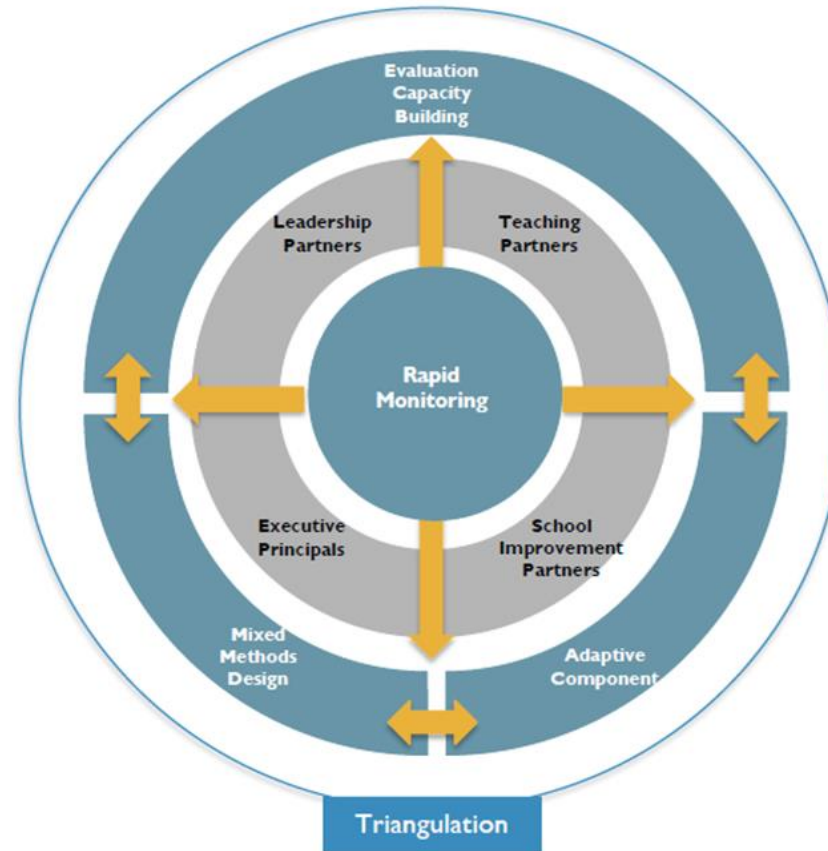 Evaluation
Capacity
Building
Leadership
Partners
Teaching
Partners
Rapid
Monitoring
Executive
Principals
School
Improvement
Partners
Mixed
Methods
Design
Adaptive
Component
Triangulation